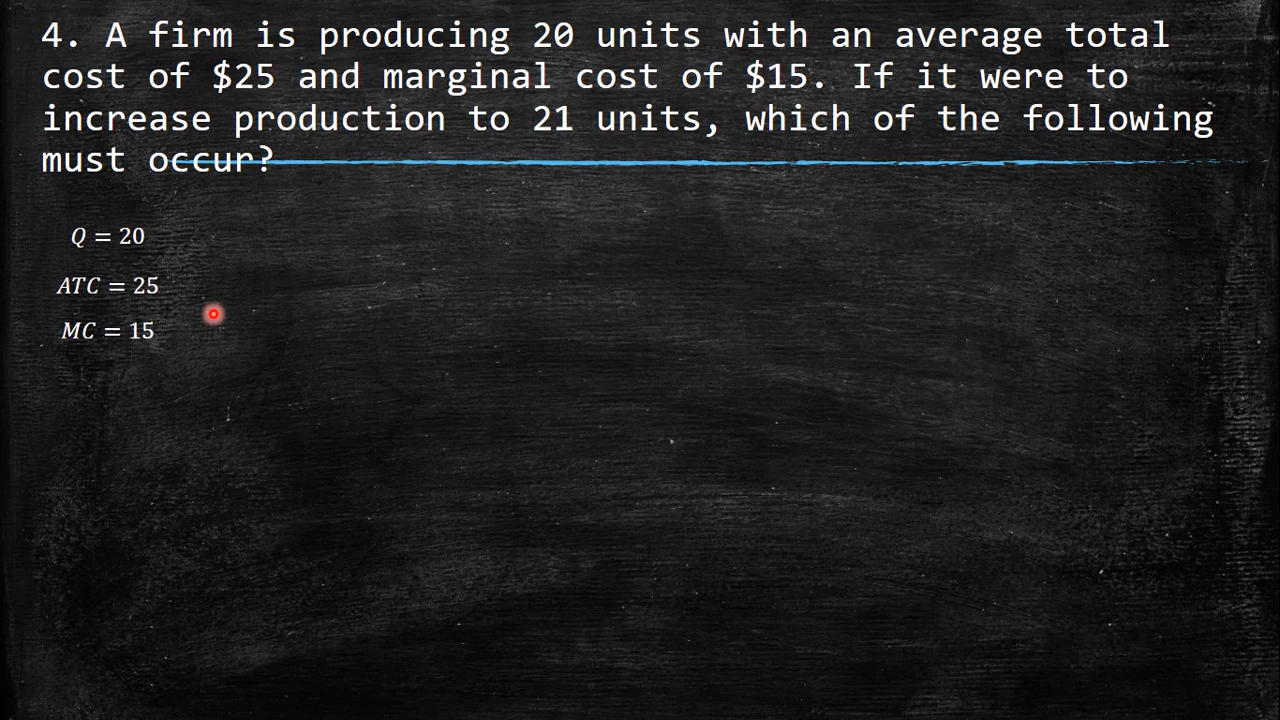 4. A firm is producing 20 units with an average total
cost of $25 and marginal cost of $15. If it were to
increase production to 21 units, which of the following
must occur?
Q = 20
ATC = 25
MC = 15